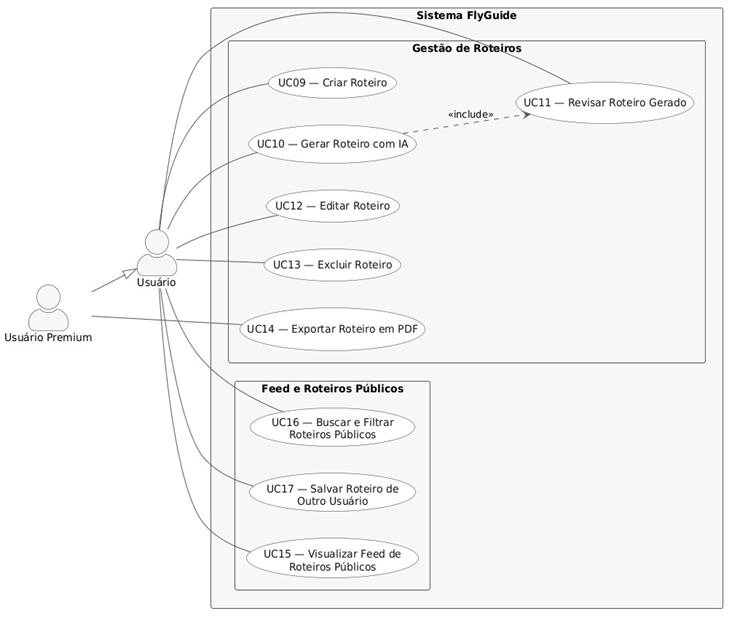 Sistema FlyGuide
Gestão de Roteiros
UC09 — Criar Roteiro
UC11 — Revisar Roteiro Gerado
«include»
UC10 — Gerar Roteiro com IA
UC12 — Editar Roteiro
UC13 — Excluir Roteiro
Usuário
UC14 — Exportar Roteiro em PDF
Usuário Premium
Feed e Roteiros Públicos
UC16 — Buscar e Filtrar
Roteiros Públicos
UC17 — Salvar Roteiro de
Outro Usuário
UC15 — Visualizar Feed de
Roteiros Públicos